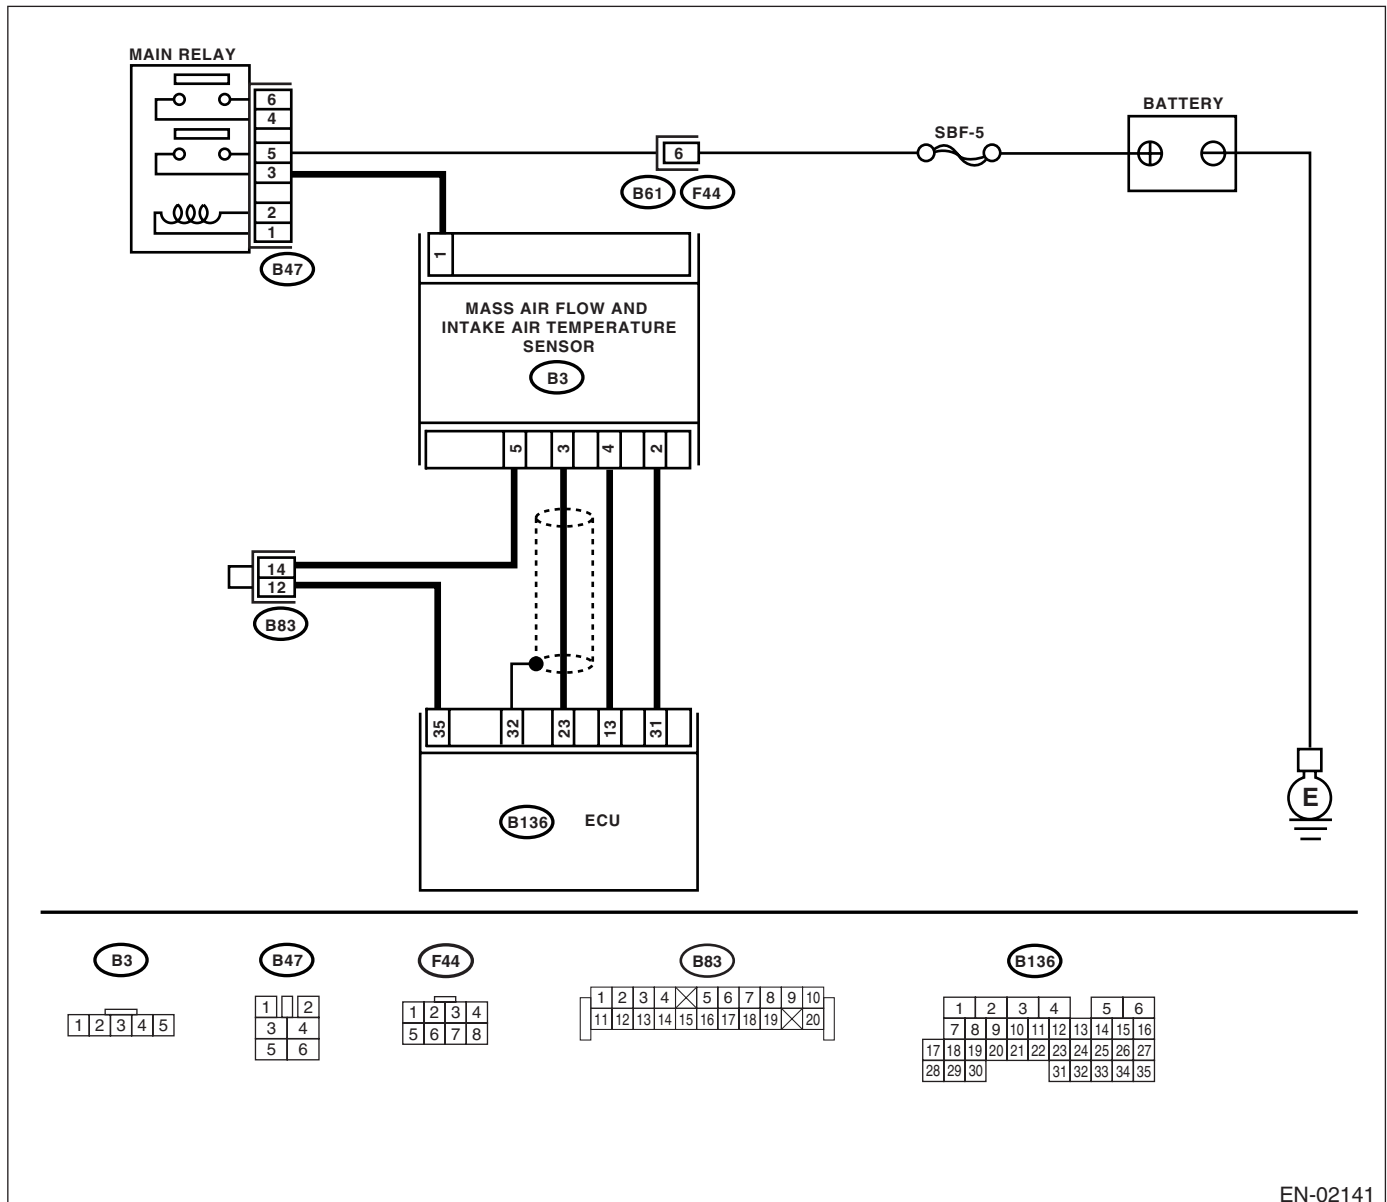 MAIN RELAY
6
4
5
3
2
1
B47
6
B61 F44
SBF-5
BATTERY
1
MASS AIR FLOW AND
INTAKE AIR TEMPERATURE
SENSOR
B3
5 3 4 2
14
12
B83
35 32 23 13 31
B136 ECU
E
B3 B47 F44 B83 B136
1 2 3 4 5
1 2
3 4
5 6
1 2 3 4
5 6 7 8
1 2 3 4 5 6 7 8 9 10
11 12 13 14 15 16 17 18 19 20
1 2 3 4 5 6
7 8 9 10 11 12 13 14 15 16
17 18 19 20 21 22 23 24 25 26 27
28 29 30 31 32 33 34 35
EN-02141